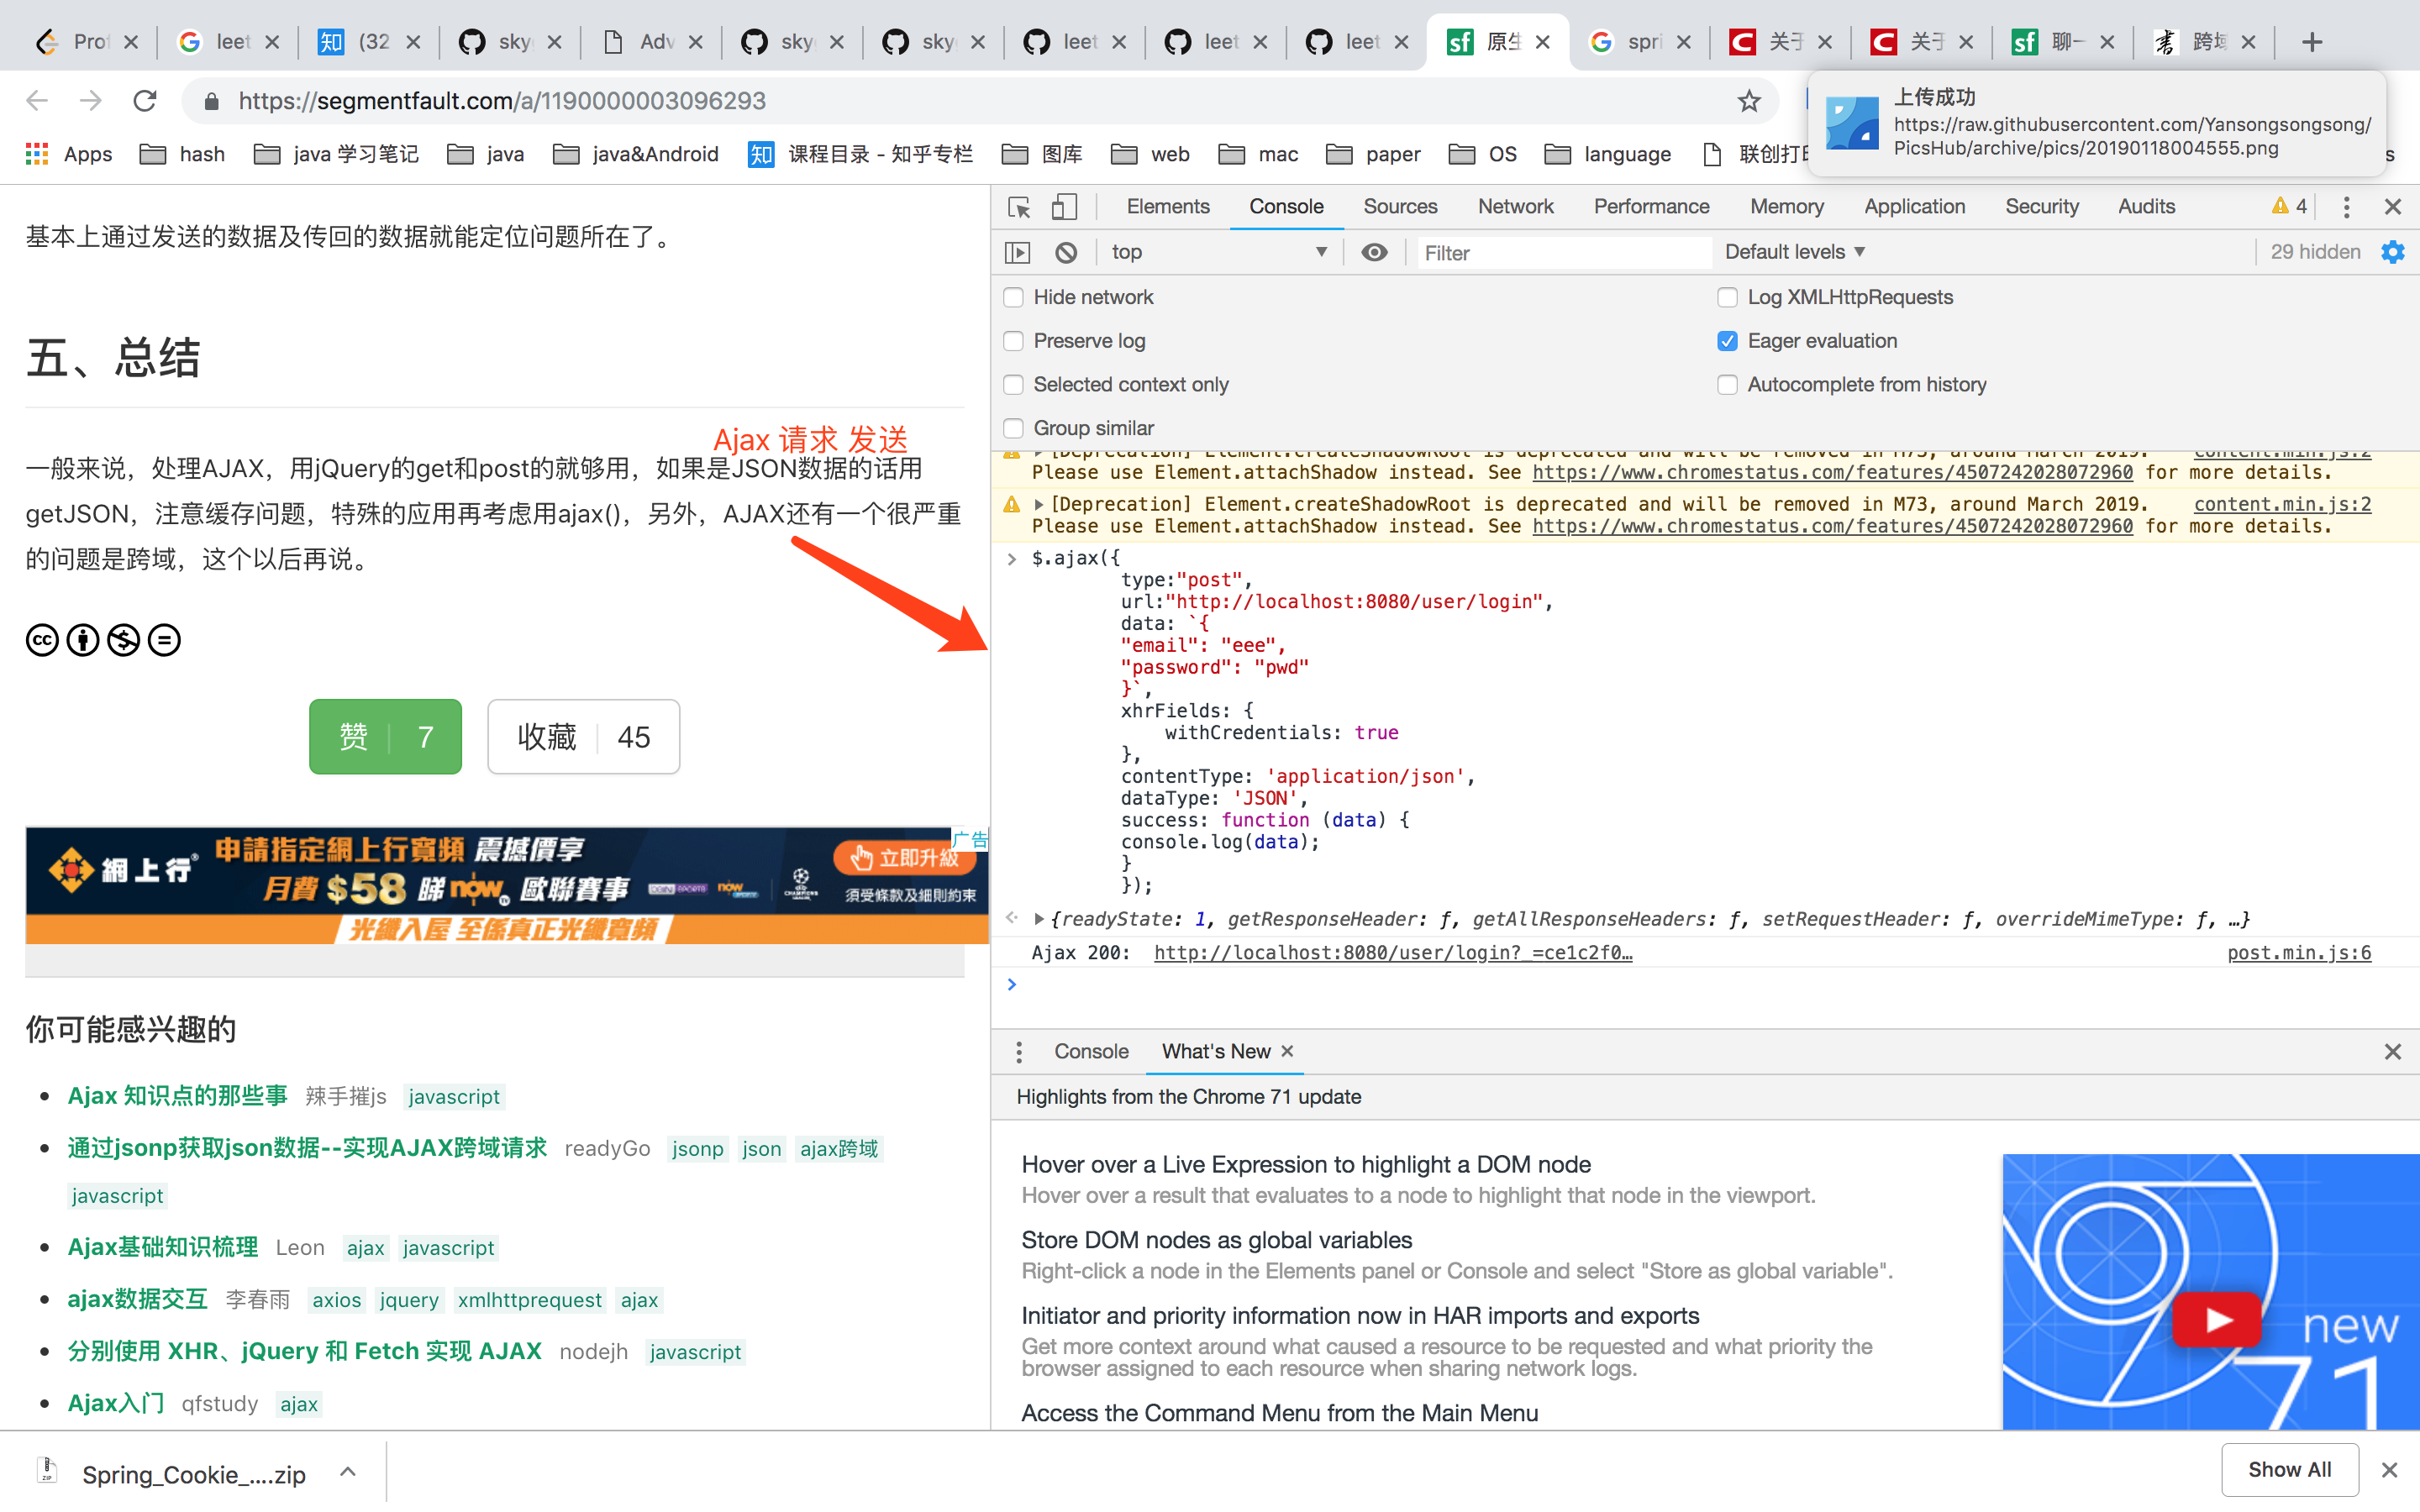 Prof
leet
(32
sky
Adv
sky
sky
leet
leet
leet
原生
spri
关于
关于
聊一
跨域
https://segmentfault.com/a/1190000003096293
上传成功
https://raw.githubusercontent.com/Yansongsongsong/
PicsHub/archive/pics/20190118004555.png
Apps hash java 学习笔记 java java&Android 知 课程目录 - 知乎专栏 图库 web mac paper OS language 联创打
基本上通过发送的数据及传回的数据就能定位问题所在了。
五、总结
Ajax 请求 发送
一般来说，处理AJAX，用jQuery的get和post的就够用，如果是JSON数据的话用
getJSON，注意缓存问题，特殊的应用再考虑用ajax()，另外，AJAX还有一个很严重
的问题是跨域，这个以后再说。
赞 7 收藏 45
網上行®
申請指定網上行寬頻 震撼價享
月費 $58 睇 now 歐聯賽事
立即升級
須受條款及細則約束
光纖入屋 至係真正光纖寬頻
广告
你可能感兴趣的
Ajax 知识点的那些事 辣手摧js javascript
通过jsonp获取json数据--实现AJAX跨域请求 readyGo jsonp json ajax跨域
javascript
Ajax基础知识梳理 Leon ajax javascript
ajax数据交互 李春雨 axios jquery xmlhttprequest ajax
分别使用 XHR、jQuery 和 Fetch 实现 AJAX nodejh javascript
Ajax入门 qfstudy ajax
Elements Console Sources Network Performance Memory Application Security Audits 4
top Filter Default levels ▼ 29 hidden
Hide network Log XMLHttpRequests
Preserve log Eager evaluation
Selected context only Autocomplete from history
Group similar
[Deprecation] Element.createShadowRoot is deprecated and will be removed in M73, around March 2019. content.min.js:2
Please use Element.attachShadow instead. See https://www.chromestatus.com/features/4507242028072960 for more details.
[Deprecation] Element.createShadowRoot is deprecated and will be removed in M73, around March 2019. content.min.js:2
Please use Element.attachShadow instead. See https://www.chromestatus.com/features/4507242028072960 for more details.
$.ajax({
type:"post",
url:"http://localhost:8080/user/login",
data: `{
"email": "eee",
"password": "pwd"
}`,
xhrFields: {
withCredentials: true
},
contentType: 'application/json',
dataType: 'JSON',
success: function (data) {
console.log(data);
}
});
{readyState: 1, getResponseHeader: ƒ, getAllResponseHeaders: ƒ, setRequestHeader: ƒ, overrideMimeType: ƒ, …}
Ajax 200: http://localhost:8080/user/login?_=ce1c2f0… post.min.js:6
Console What's New
Highlights from the Chrome 71 update
Hover over a Live Expression to highlight a DOM node
Hover over a result that evaluates to a node to highlight that node in the viewport.
Store DOM nodes as global variables
Right-click a node in the Elements panel or Console and select "Store as global variable".
Initiator and priority information now in HAR imports and exports
Get more context around what caused a resource to be requested and what priority the
browser assigned to each resource when sharing network logs.
Access the Command Menu from the Main Menu
new
71
Spring_Cookie_....zip
Show All